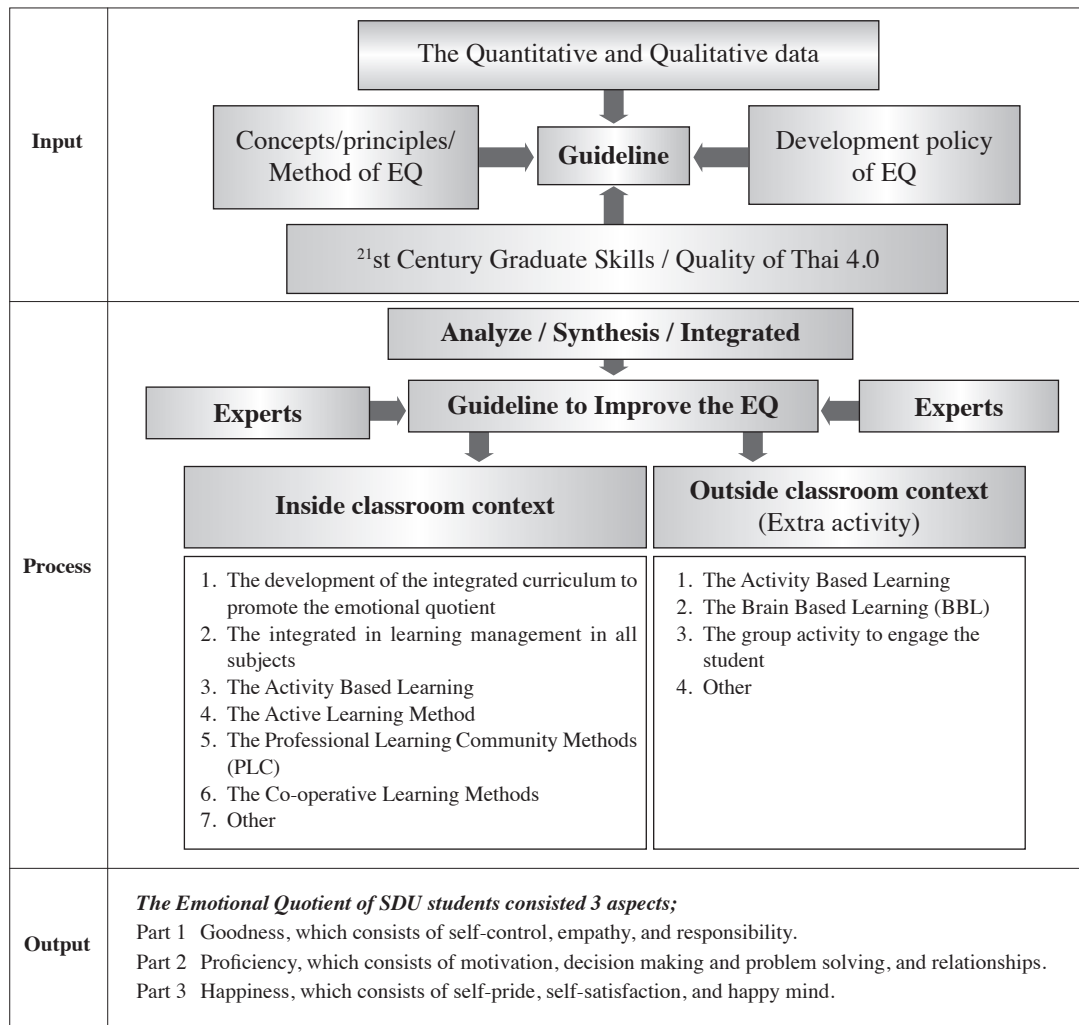 Input
The Quantitative and Qualitative data
Concepts/principles/
Method of EQ
Guideline
Development policy
of EQ
21st Century Graduate Skills / Quality of Thai 4.0
Process
Analyze / Synthesis / Integrated
Experts
Guideline to Improve the EQ
Experts
Inside classroom context
1. The development of the integrated curriculum to
promote the emotional quotient
2. The integrated in learning management in all
subjects
3. The Activity Based Learning
4. The Active Learning Method
5. The Professional Learning Community Methods
(PLC)
6. The Co-operative Learning Methods
7. Other
Outside classroom context
(Extra activity)
1. The Activity Based Learning
2. The Brain Based Learning (BBL)
3. The group activity to engage the
student
4. Other
Output
The Emotional Quotient of SDU students consisted 3 aspects;
Part 1 Goodness, which consists of self-control, empathy, and responsibility.
Part 2 Proficiency, which consists of motivation, decision making and problem solving, and relationships.
Part 3 Happiness, which consists of self-pride, self-satisfaction, and happy mind.